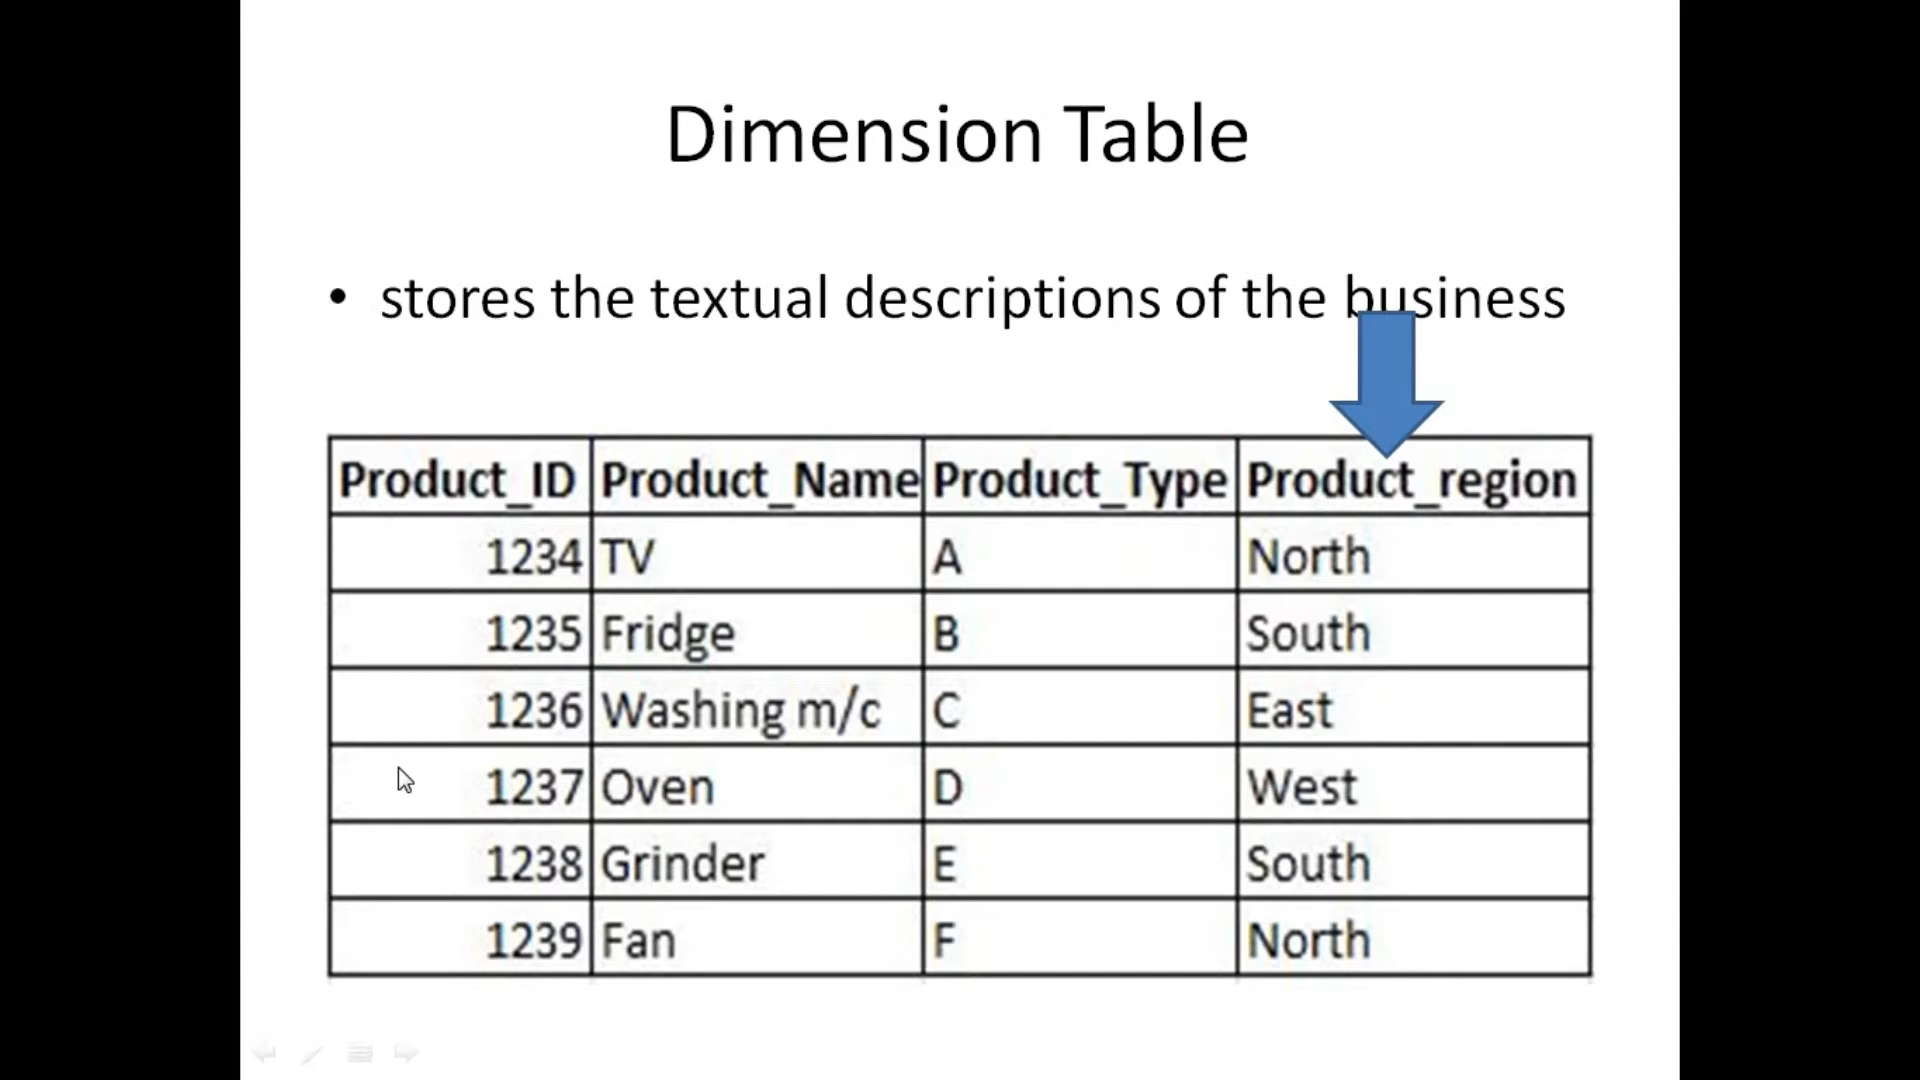 Dimension Table
• stores the textual descriptions of the business
Product_ID Product_Name Product_Type Product_region
1234 TV A North
1235 Fridge B South
1236 Washing m/c C East
1237 Oven D West
1238 Grinder E South
1239 Fan F North